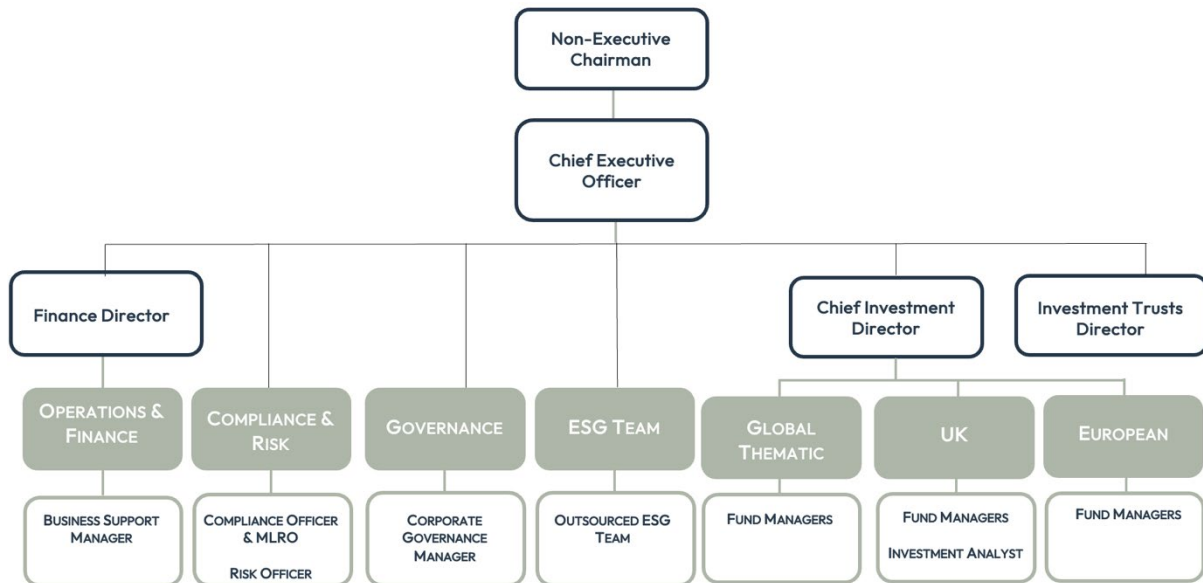 Non-Executive
Chairman
Chief Executive
Officer
Finance Director
Chief Investment
Director
Investment Trusts
Director
OPERATIONS &
FINANCE
COMPLIANCE &
RISK
GOVERNANCE
ESG TEAM
GLOBAL
THEMATIC
UK
EUROPEAN
BUSINESS SUPPORT
MANAGER
COMPLIANCE OFFICER
& MLRO
RISK OFFICER
CORPORATE
GOVERNANCE
MANAGER
OUTSOURCED ESG
TEAM
FUND MANAGERS
FUND MANAGERS
INVESTMENT ANALYST
FUND MANAGERS